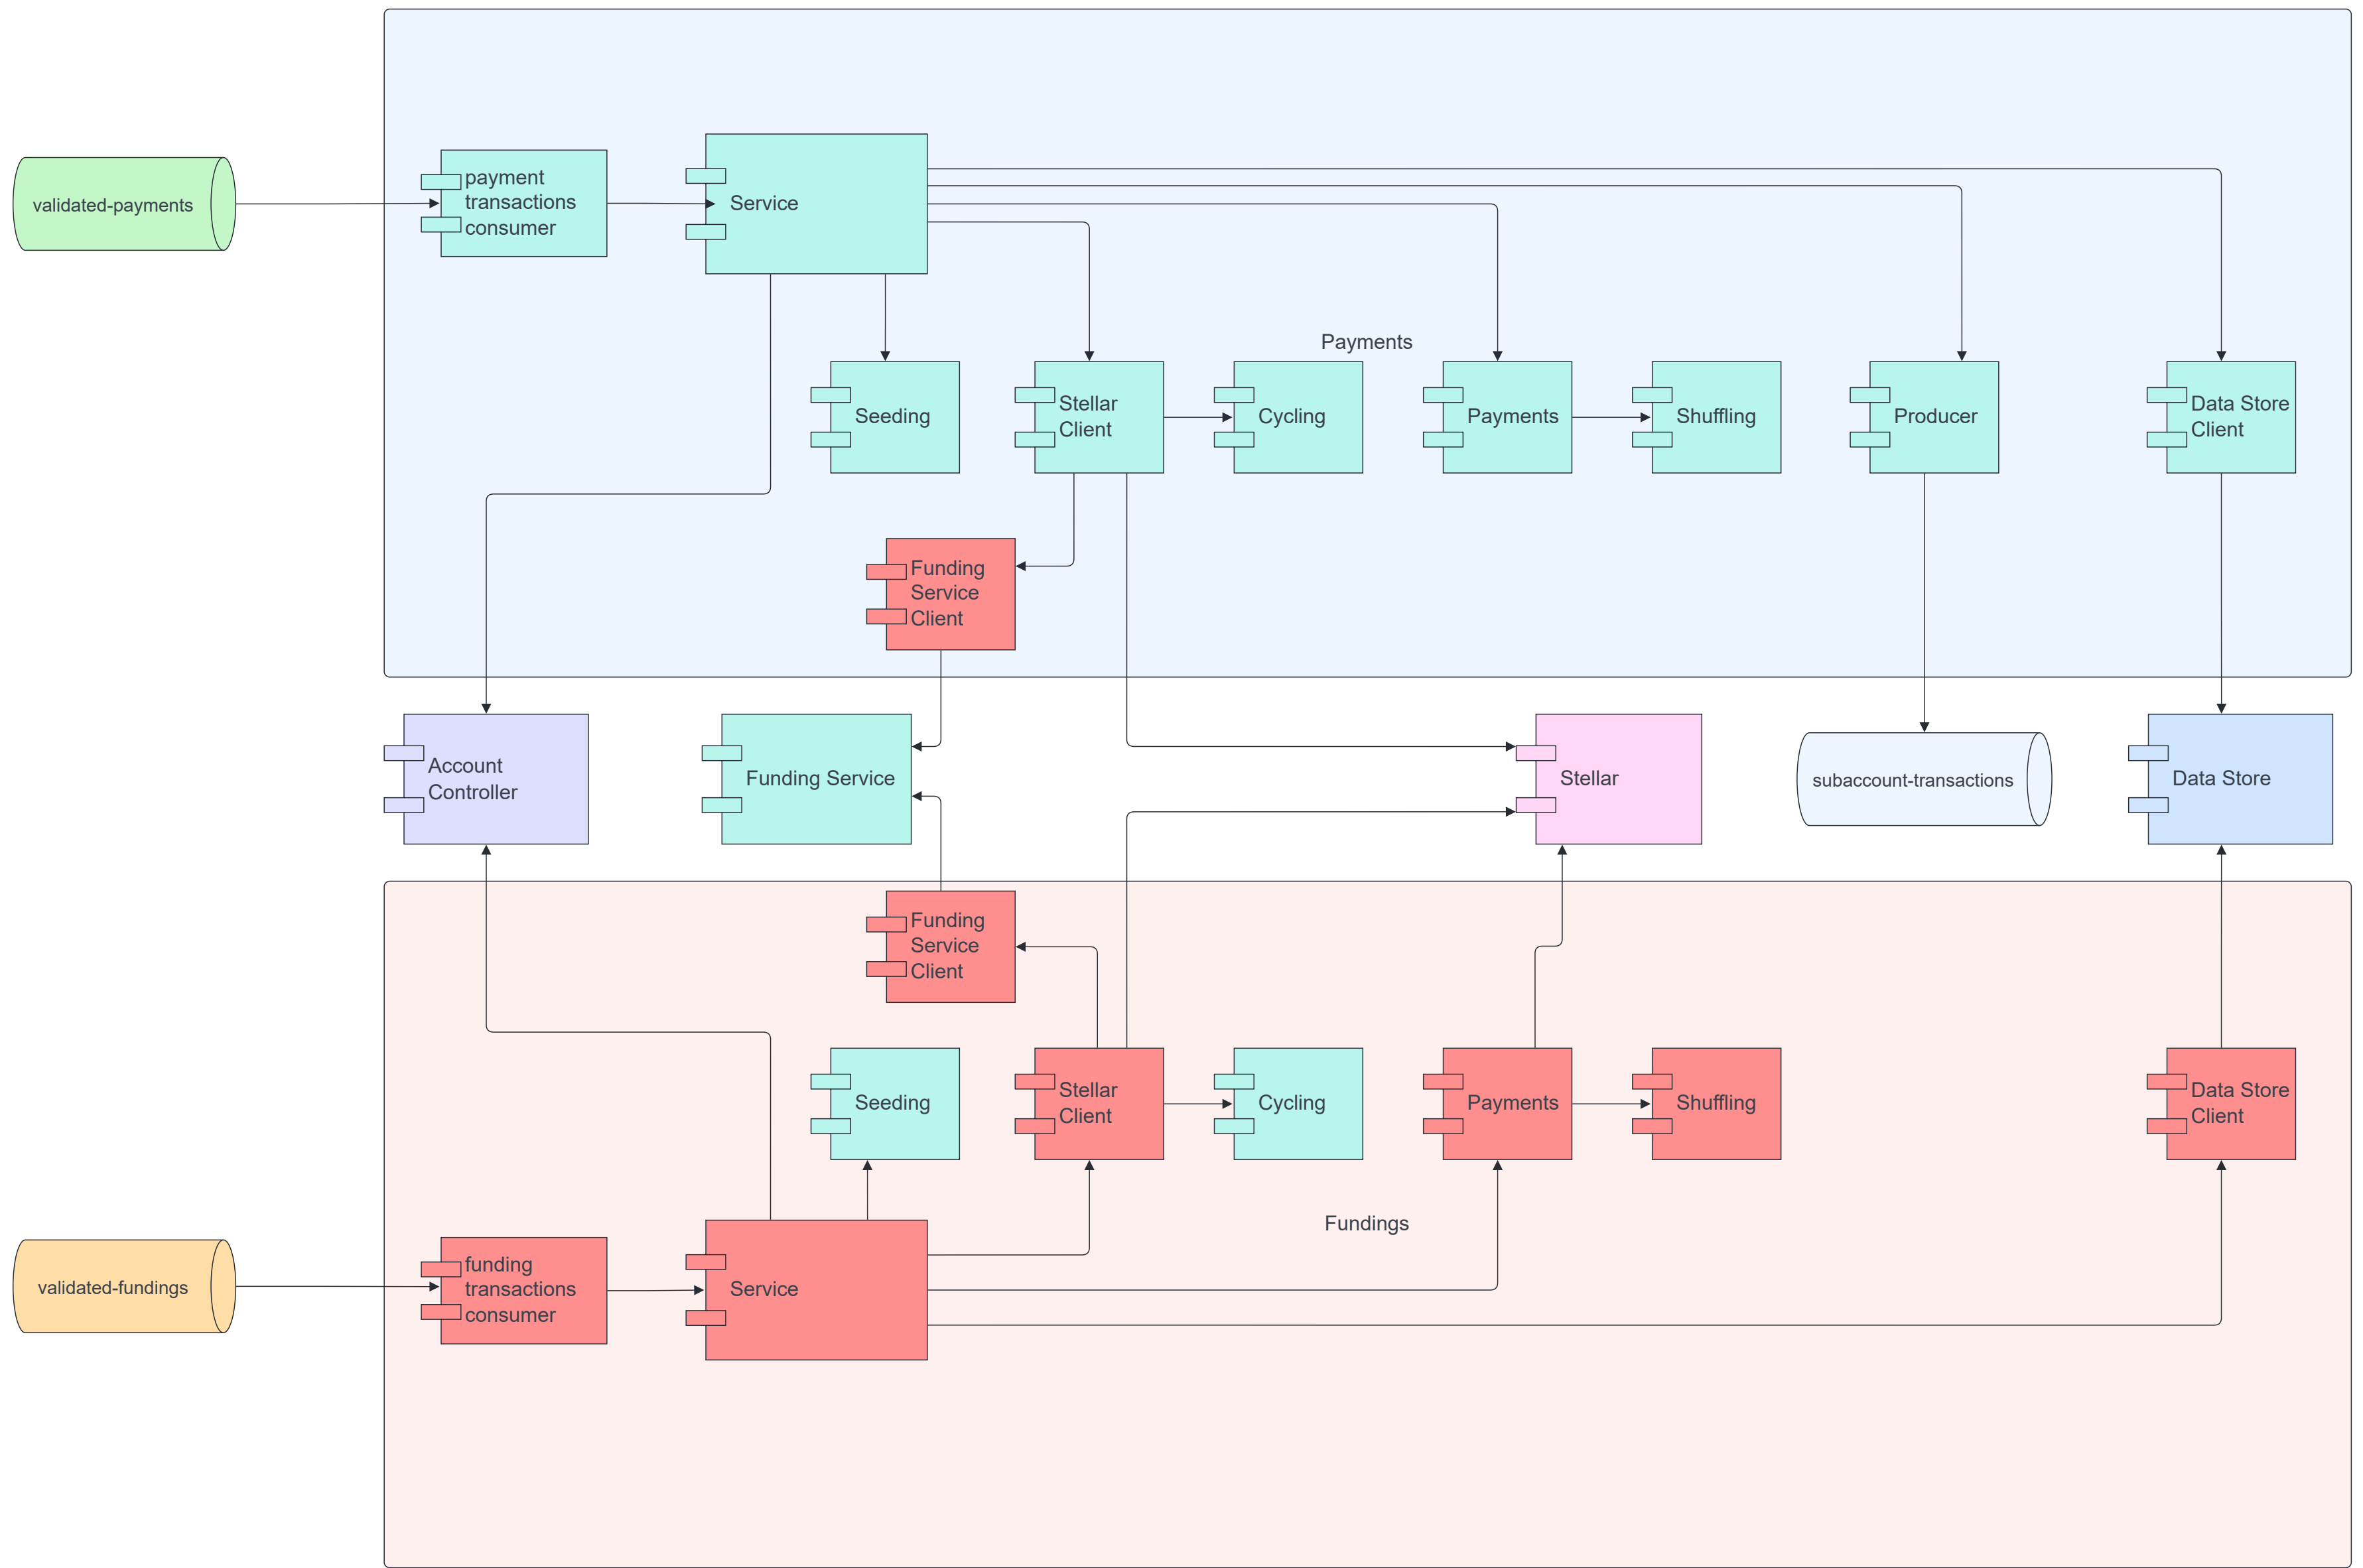 payment
transactions
consumer
Service
validated-payments
Payments
Seeding
Stellar
Client
Cycling
Payments
Shuffling
Producer
Data Store
Client
Funding
Service
Client
Account
Controller
Funding Service
Stellar
subaccount-transactions
Data Store
Funding
Service
Client
Seeding
Stellar
Client
Cycling
Payments
Shuffling
Data Store
Client
Fundings
validated-fundings
funding
transactions
consumer
Service